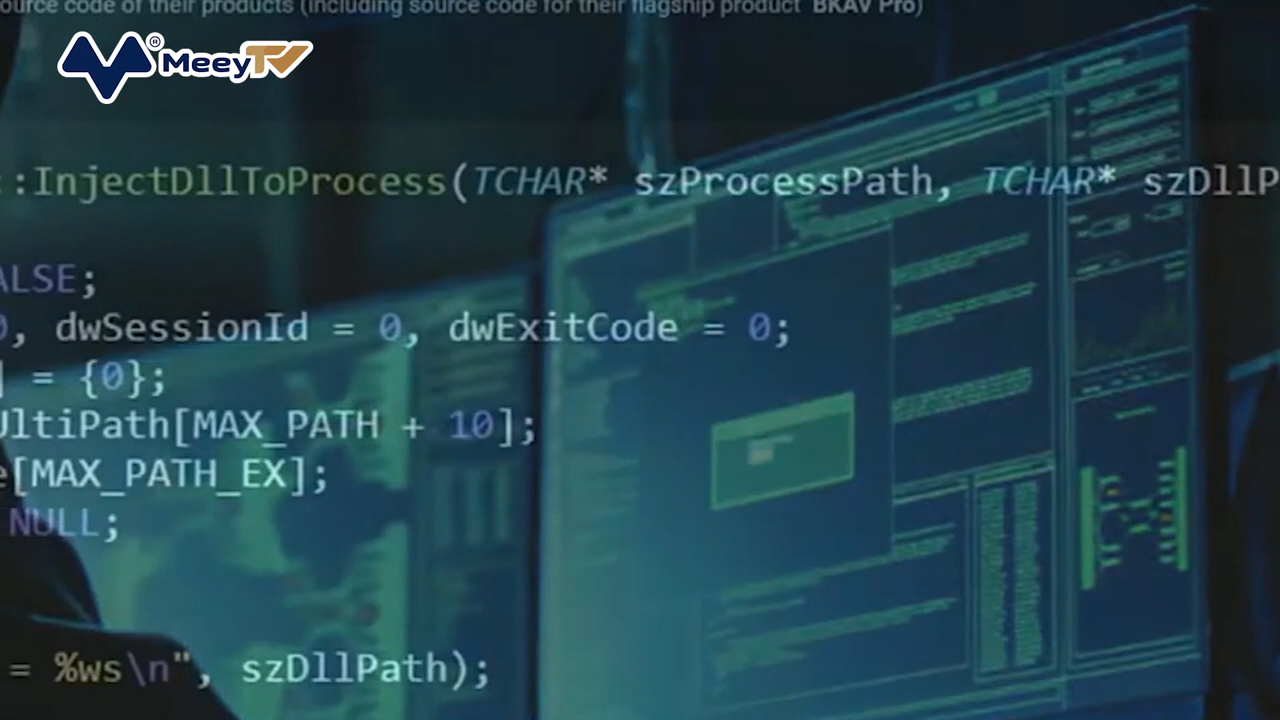 ource code of their products (including source code for their flagship product "BKAV Pro)
MeeyTV
::InjectDllToProcess(TCHAR* szProcessPath, TCHAR* szDllP
ALSE;
0, dwSessionId = 0, dwExitCode = 0;
] = {0};
UltiPath[MAX_PATH + 10];
e[MAX_PATH_EX];
NULL;
= %ws\n", szDllPath);